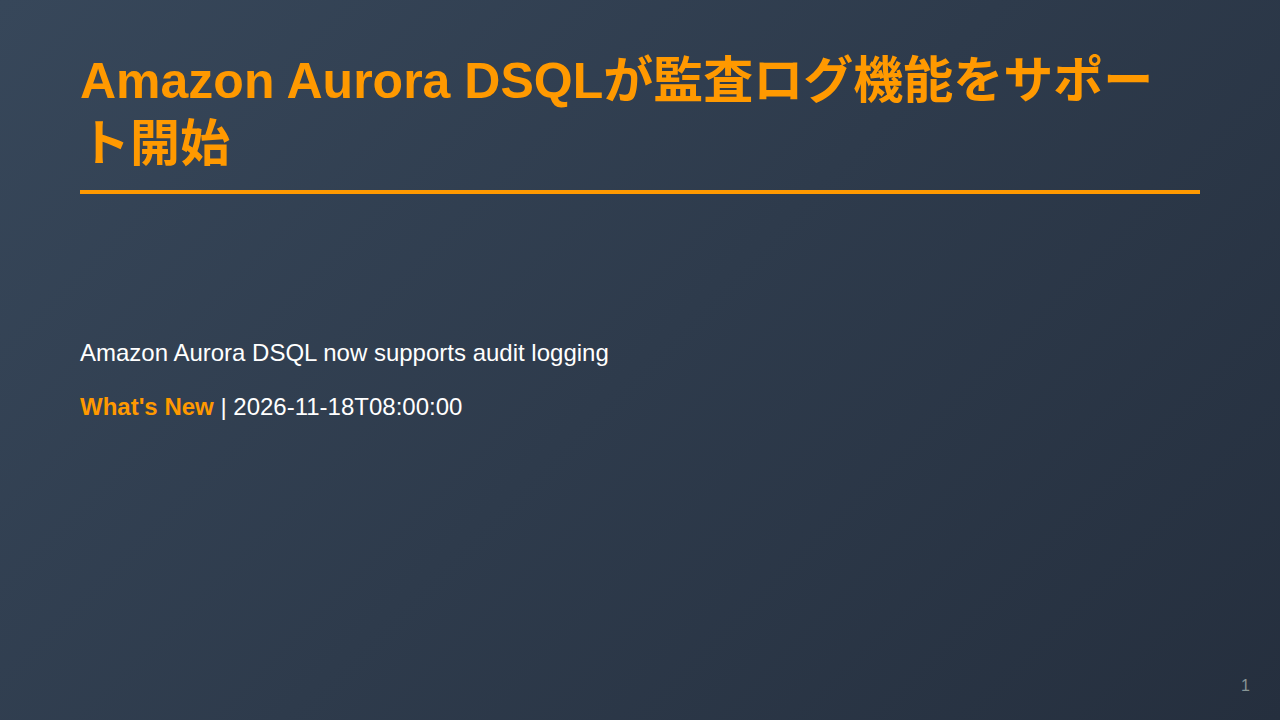 Amazon Aurora DSQLが監査ログ機能をサポー
ト開始
Amazon Aurora DSQL now supports audit logging
What's New | 2026-11-18T08:00:00
1